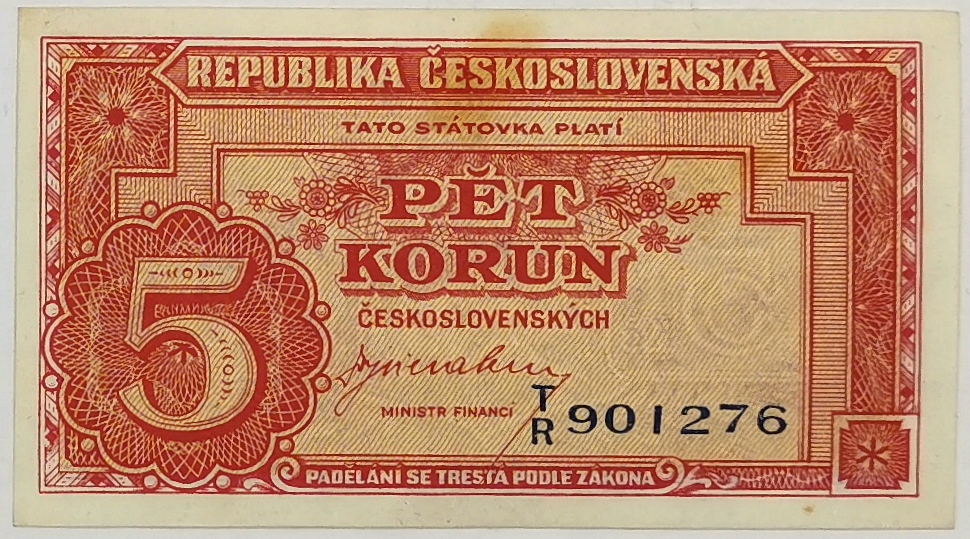 REPUBLIKA ČESKOSLOVENSKÁ
TATO STÁTOVKA PLATÍ
PĚT
KORUN
ČESKOSLOVENSKÝCH
5
MINISTR FINANCÍ
T
R 901276
PADĚLÁNÍ SE TRESTÁ PODLE ZÁKONA